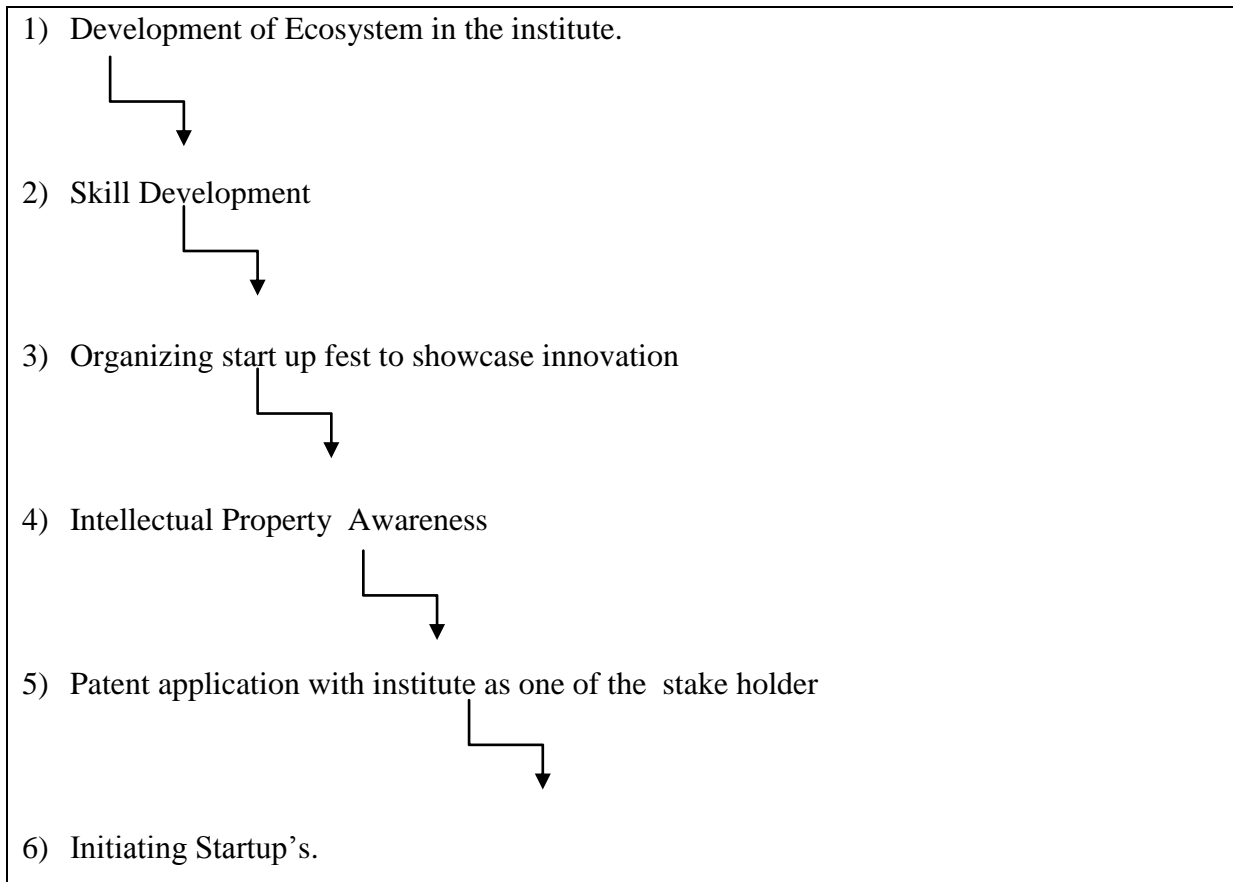 1) Development of Ecosystem in the institute.
2) Skill Development
3) Organizing start up fest to showcase innovation
4) Intellectual Property  Awareness
5) Patent application with institute as one of the  stake holder
6) Initiating Startup’s.